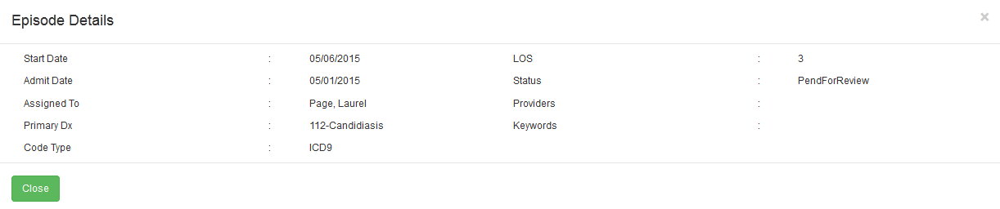 Episode Details ×
Start Date : 05/06/2015 LOS : 3
Admit Date : 05/01/2015 Status : PendForReview
Assigned To : Page, Laurel Providers :
Primary Dx : 112-Candidiasis Keywords :
Code Type : ICD9
Close